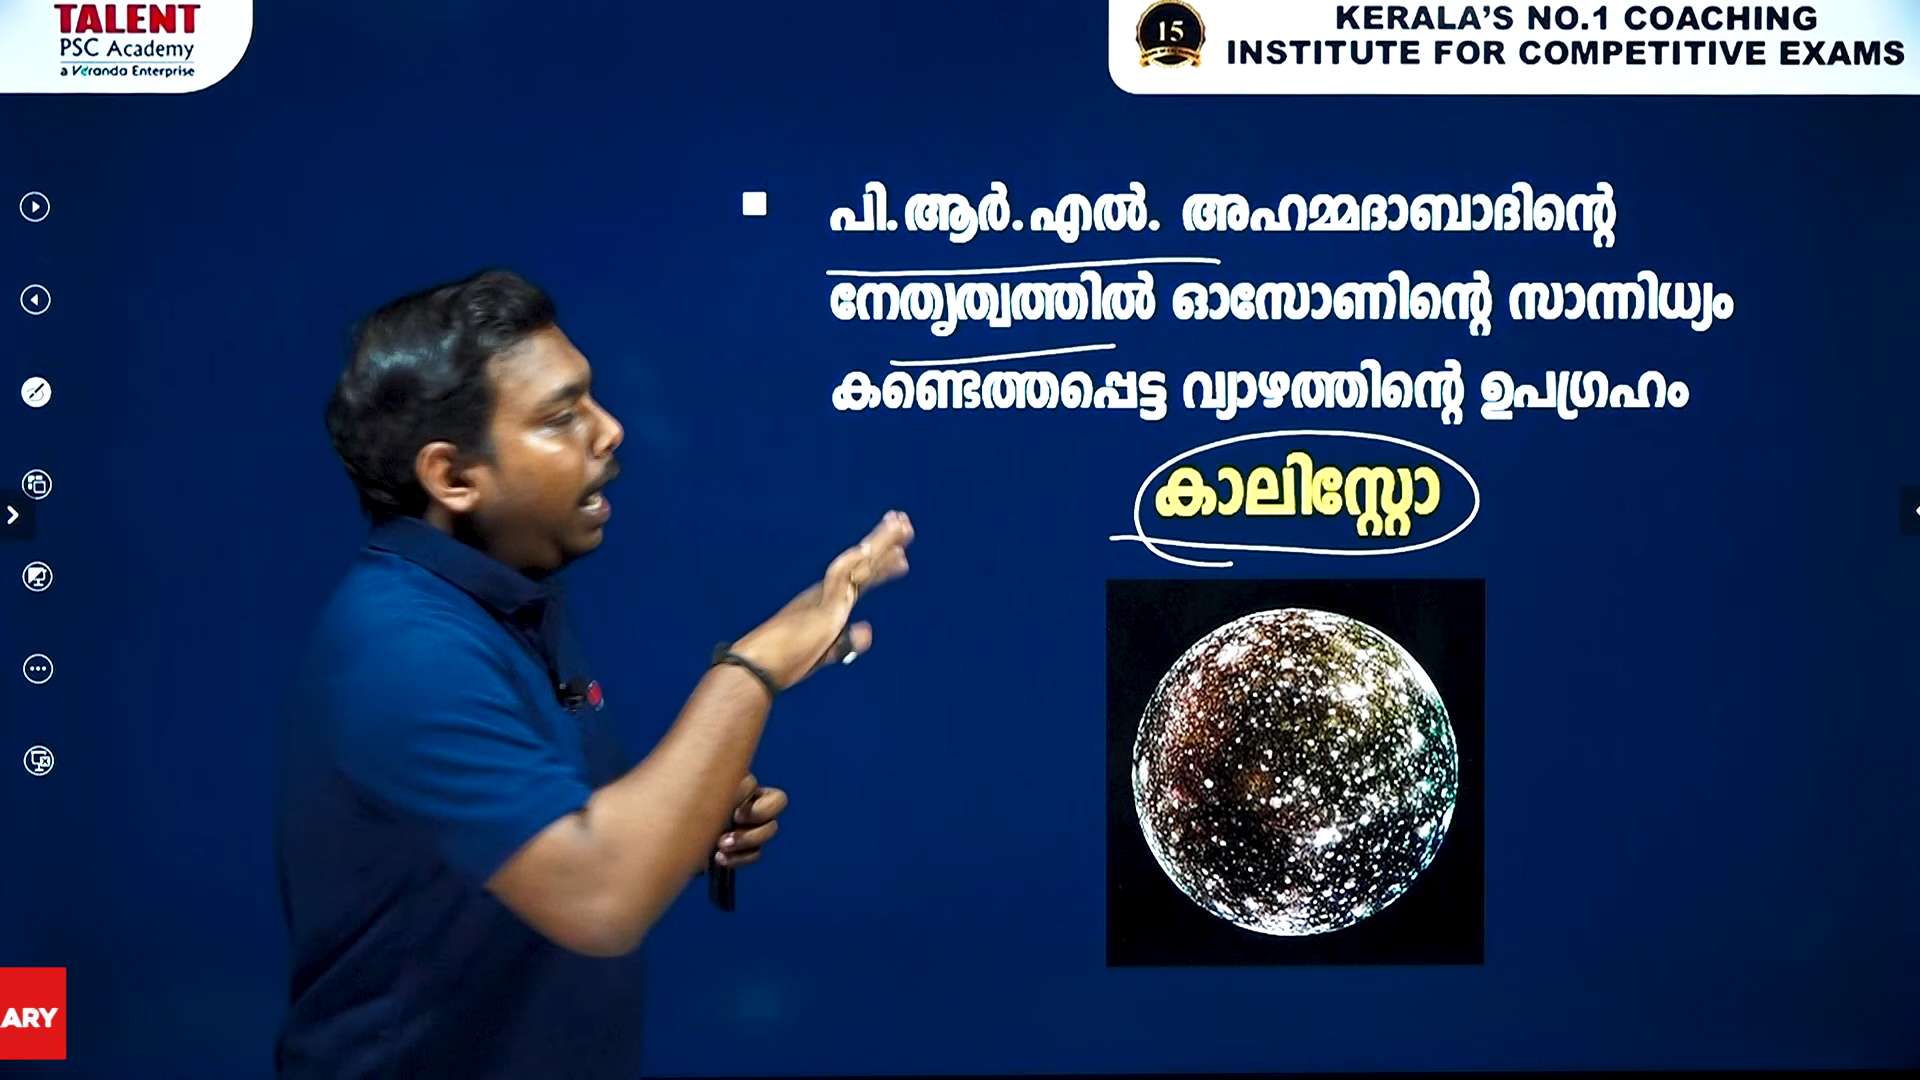 TALENT
PSC Academy
a Veranda Enterprise
15
KERALA'S NO.1 COACHING
INSTITUTE FOR COMPETITIVE EXAMS
പി.ആർ.എൽ. അഹമ്മദാബാദിന്റെ
നേതൃത്വത്തിൽ ഓസോണിന്റെ സാന്നിധ്യം
കണ്ടെത്തപ്പെട്ട വ്യാഴത്തിന്റെ ഉപഗ്രഹം
കാലിസ്റ്റോ
ARY